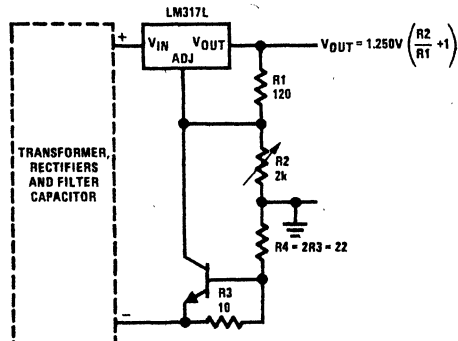 LM317L
+
VIN VOUT
ADJ
VOUT = 1.250V (R2/R1 +1)
R1
120
TRANSFORMER,
RECTIFIERS
AND FILTER
CAPACITOR
R2
2k
R4 = 2R3 = 22
R3
10
−